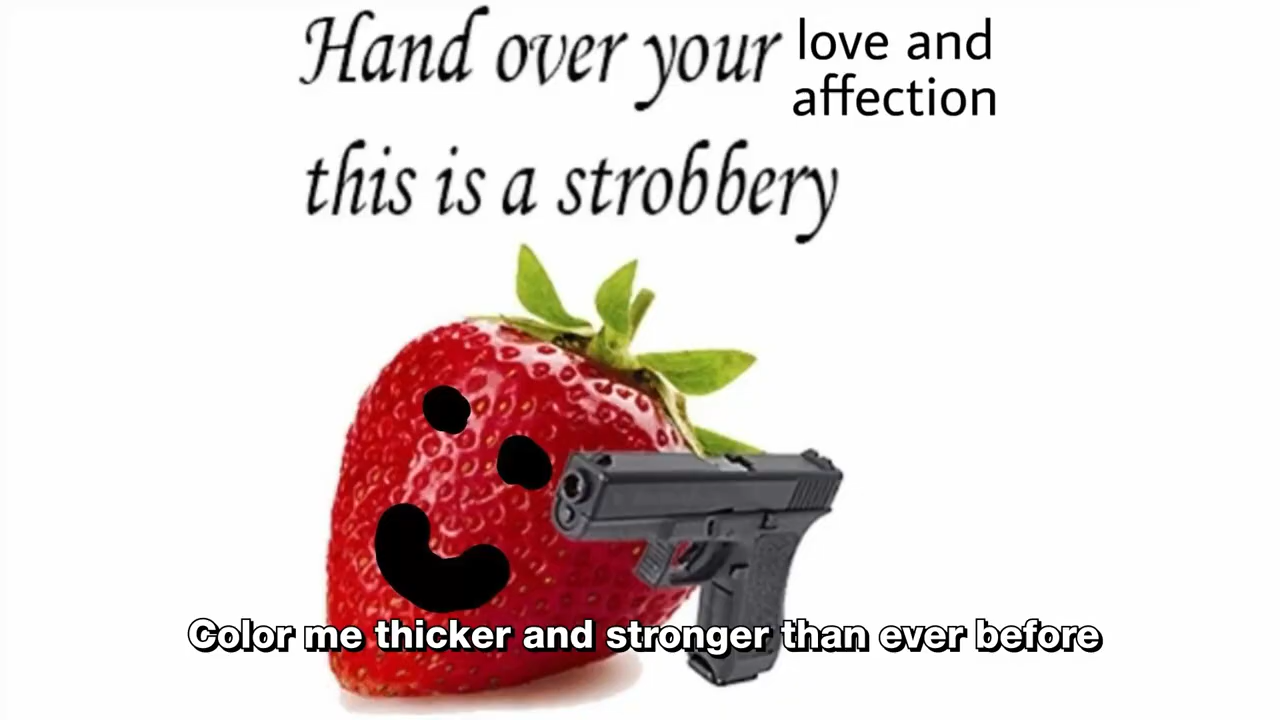 Hand over your love and
affection
this is a strobbery
Color me thicker and stronger than ever before